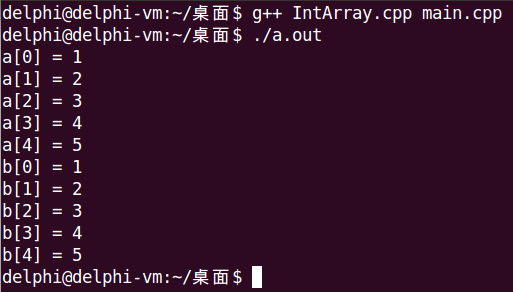 delphi@delphi-vm:~/桌面$ g++ IntArray.cpp main.cpp
delphi@delphi-vm:~/桌面$ ./a.out
a[0] = 1
a[1] = 2
a[2] = 3
a[3] = 4
a[4] = 5
b[0] = 1
b[1] = 2
b[2] = 3
b[3] = 4
b[4] = 5
delphi@delphi-vm:~/桌面$